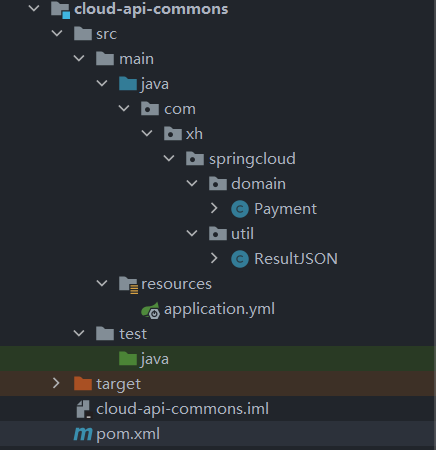 cloud-api-commons
src
main
java
com
xh
springcloud
domain
Payment
util
ResultJSON
resources
application.yml
test
java
target
cloud-api-commons.iml
pom.xml